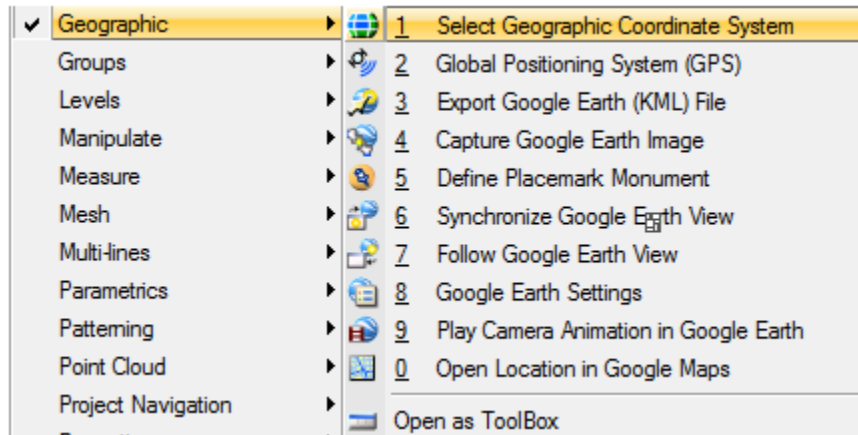 Geographic
Groups
Levels
Manipulate
Measure
Mesh
Multi-lines
Parametrics
Patterning
Point Cloud
Project Navigation
1 Select Geographic Coordinate System
2 Global Positioning System (GPS)
3 Export Google Earth (KML) File
4 Capture Google Earth Image
5 Define Placemark Monument
6 Synchronize Google Earth View
7 Follow Google Earth View
8 Google Earth Settings
9 Play Camera Animation in Google Earth
0 Open Location in Google Maps
Open as ToolBox